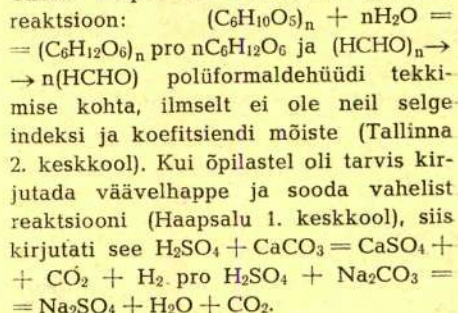 reaktsioon: (C₆H₁₀O₅)ₙ + nH₂O =
= (C₆H₁₂O₆)ₙ pro nC₆H₁₂O₆ ja (HCHO)ₙ→
→ n(HCHO) polüformaldehüüdi tekki-
mise kohta, ilmselt ei ole neil selge
indeksi ja koefitsiendi mõiste (Tallinna
2. keskkool). Kui õpilastel oli tarvis kir-
jutada väävelhappe ja sooda vahelist
reaktsiooni (Haapsalu 1. keskkool), siis
kirjutati see H₂SO₄ + CaCO₃ = CaSO₄ +
+ CO₂ + H₂ pro H₂SO₄ + Na₂CO₃ =
= Na₂SO₄ + H₂O + CO₂.